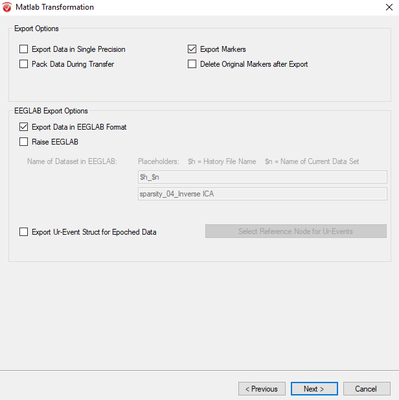 Matlab Transformation
Export Options
Export Data in Single Precision
Export Markers
Pack Data During Transfer
Delete Original Markers after Export
EEGLAB Export Options
Export Data in EEGLAB Format
Raise EEGLAB
Name of Dataset in EEGLAB:
Placeholders: $h = History File Name $n = Name of Current Data Set
$h_$n
sparsity_04_Inverse ICA
Export Ur-Event Struct for Epoched Data
Select Reference Node for Ur-Events
< Previous
Next >
Cancel